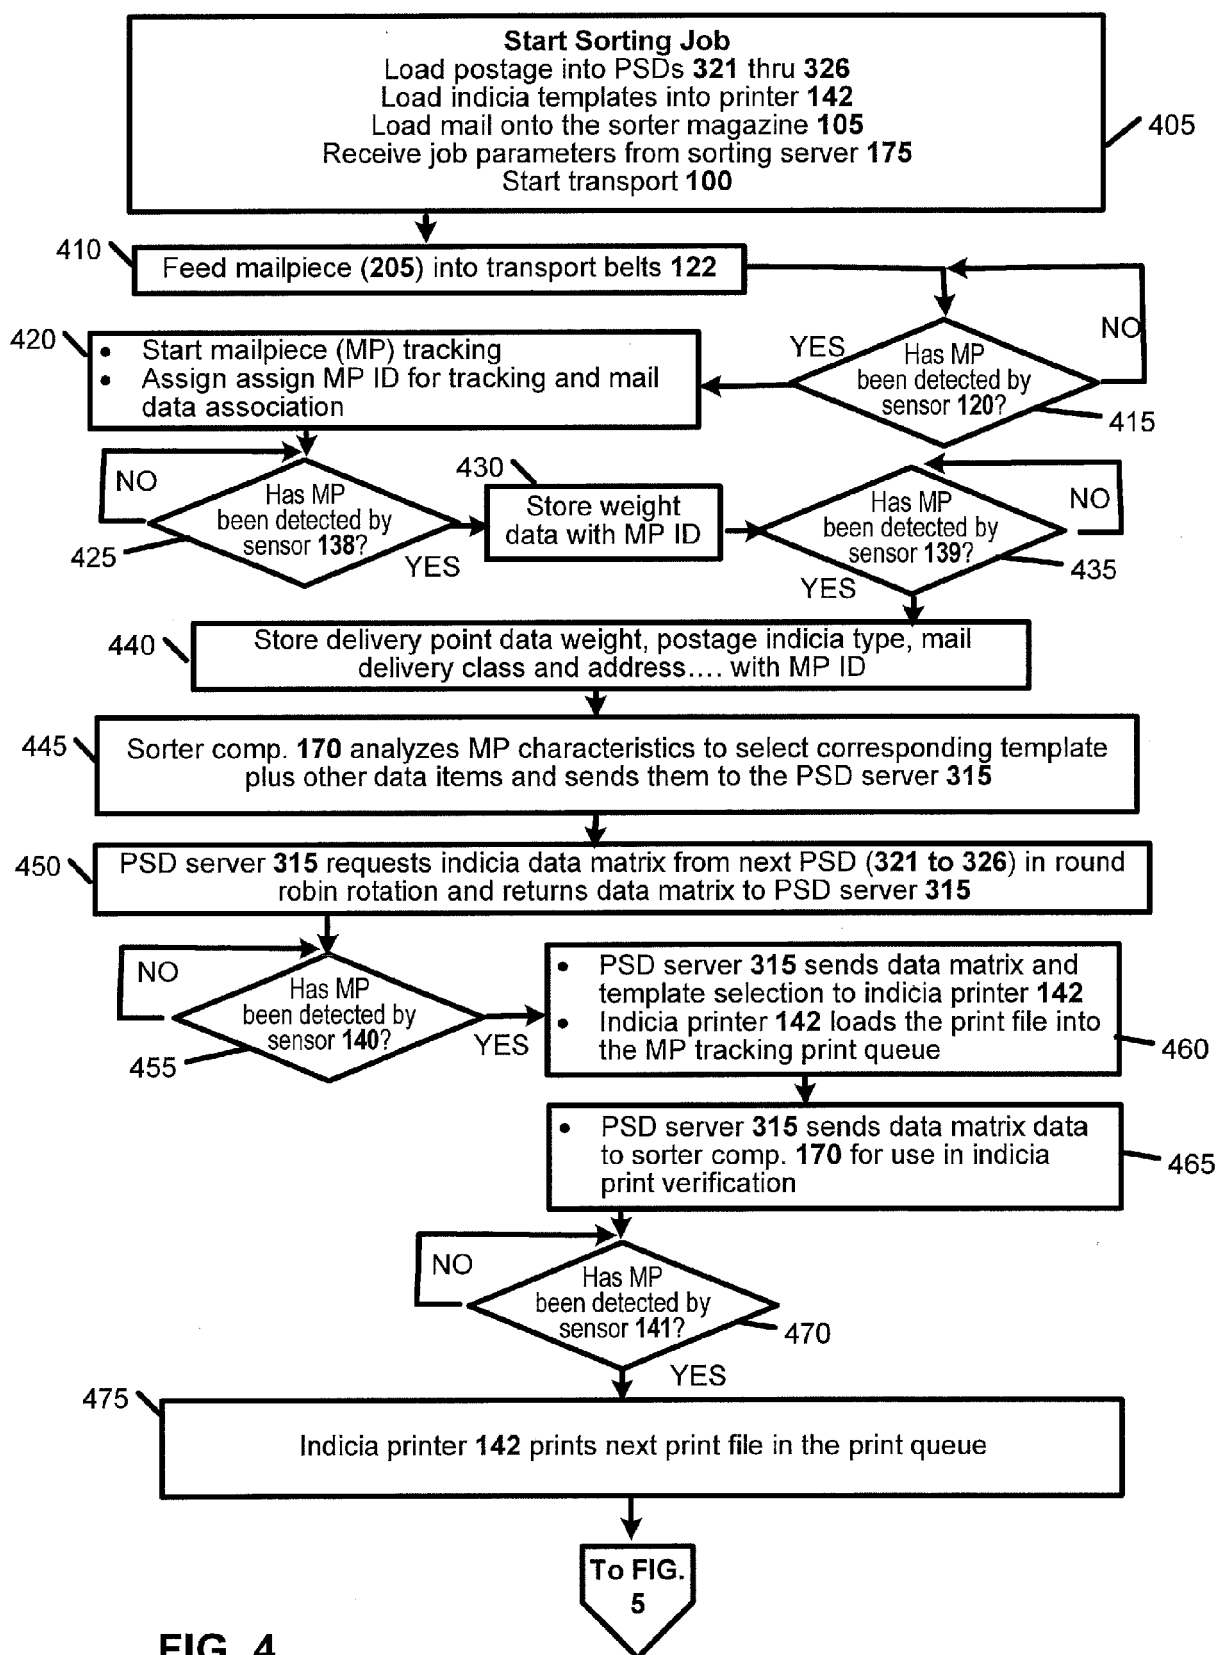 Start Sorting Job
Load postage into PSDs 321 thru 326
Load indicia templates into printer 142
Load mail onto the sorter magazine 105
Receive job parameters from sorting server 175
Start transport 100
405
410
Feed mailpiece (205) into transport belts 122
NO
YES
Has MP
been detected by
sensor 120?
415
420
• Start mailpiece (MP) tracking
• Assign assign MP ID for tracking and mail
data association
NO
Has MP
been detected by
sensor 138?
425
YES
430
Store weight
data with MP ID
NO
Has MP
been detected by
sensor 139?
435
YES
440
Store delivery point data weight, postage indicia type, mail
delivery class and address.... with MP ID
445
Sorter comp. 170 analyzes MP characteristics to select corresponding template
plus other data items and sends them to the PSD server 315
450
PSD server 315 requests indicia data matrix from next PSD (321 to 326) in round
robin rotation and returns data matrix to PSD server 315
NO
Has MP
been detected by
sensor 140?
455
YES
• PSD server 315 sends data matrix and
template selection to indicia printer 142
• Indicia printer 142 loads the print file into
the MP tracking print queue
460
• PSD server 315 sends data matrix data
to sorter comp. 170 for use in indicia
print verification
465
NO
Has MP
been detected by
sensor 141?
470
YES
475
Indicia printer 142 prints next print file in the print queue
To FIG.
5
FIG. 4